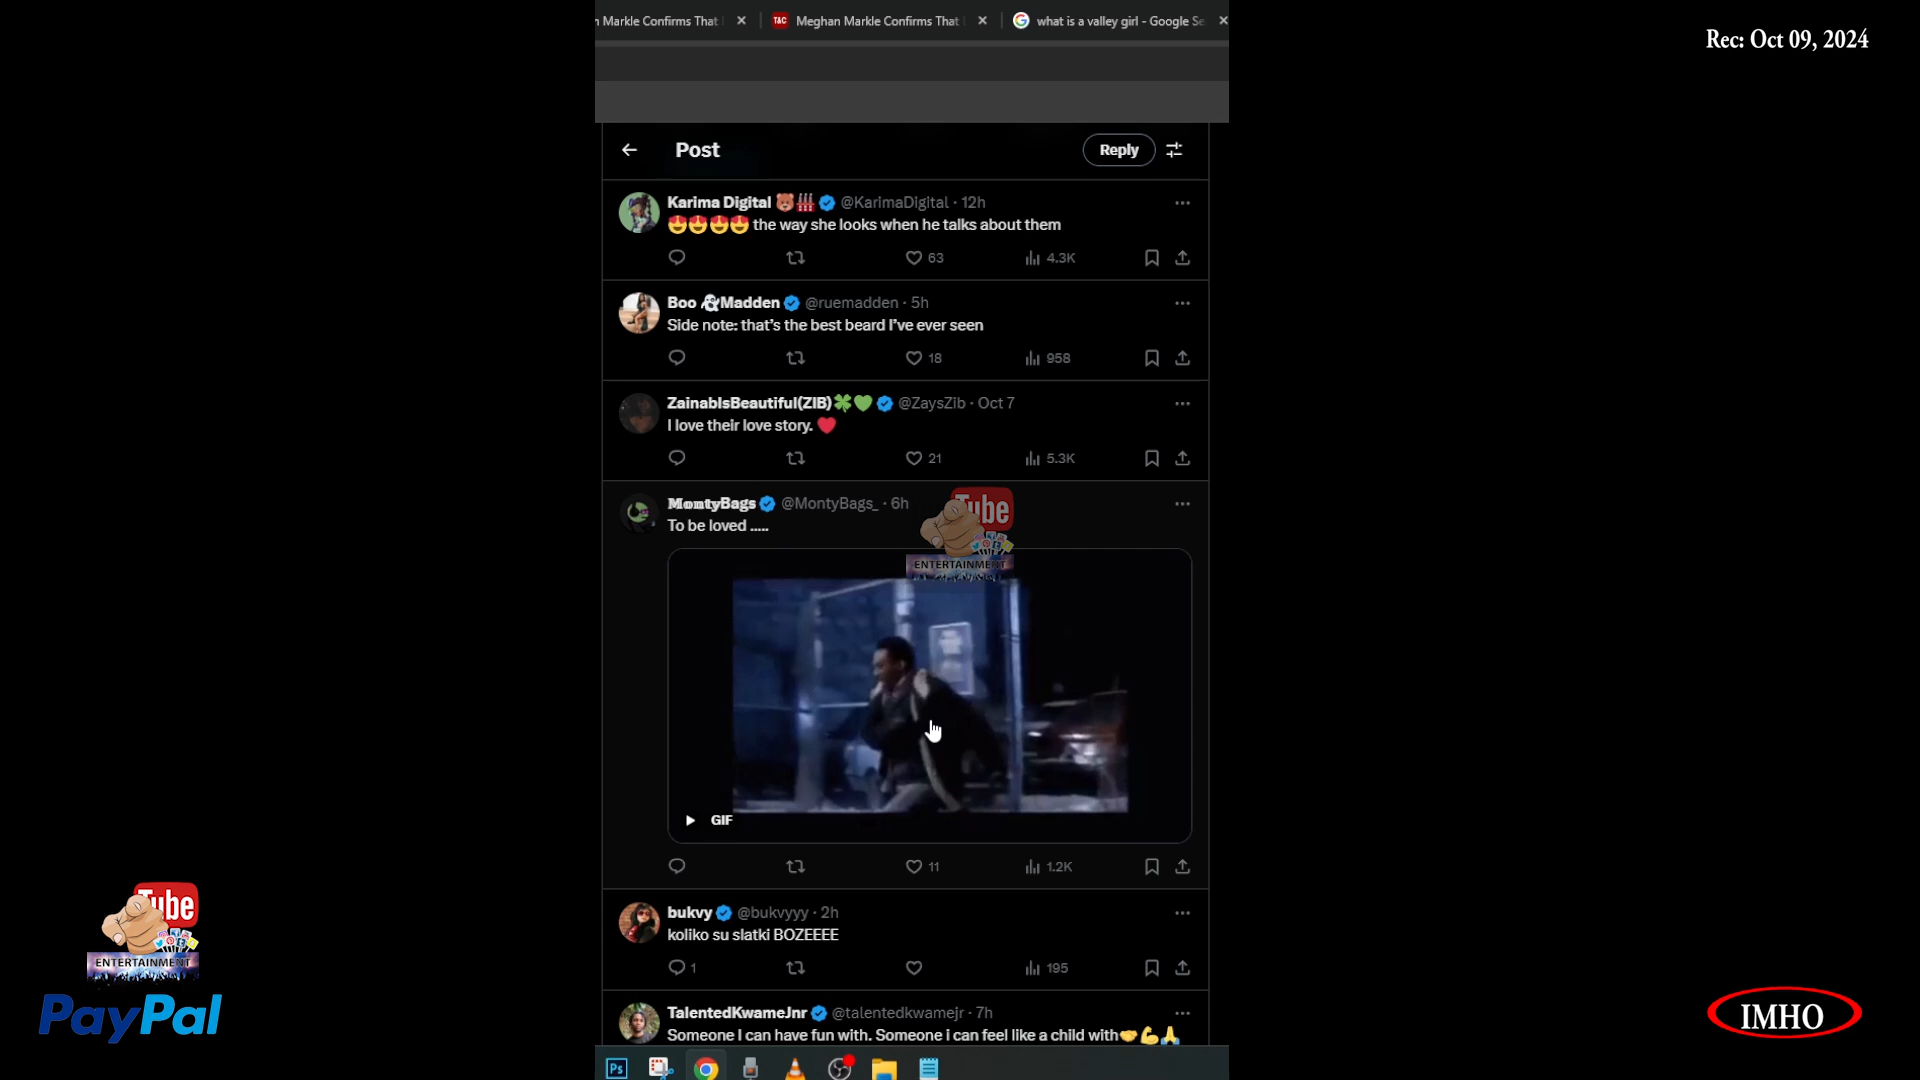 n Markle Confirms That
T&C Meghan Markle Confirms That
what is a valley girl - Google Se
Rec: Oct 09, 2024
Post
Reply
Karima Digital @KarimaDigital · 12h
the way she looks when he talks about them
63 4.3K
Boo Madden @ruemadden · 5h
Side note: that's the best beard I've ever seen
18 958
ZainabIsBeautiful(ZIB) @ZaysZib · Oct 7
I love their love story.
21 5.3K
MontyBags @MontyBags_ · 6h
To be loved .....
Tube
ENTERTAINMENT
GIF
11 1.2K
bukvy @bukvyyy · 2h
koliko su slatki BOZEEEE
1 195
TalentedKwameJnr @talentedkwamejr · 7h
Someone I can have fun with. Someone i can feel like a child with
Tube
ENTERTAINMENT
PayPal
IMHO
Ps